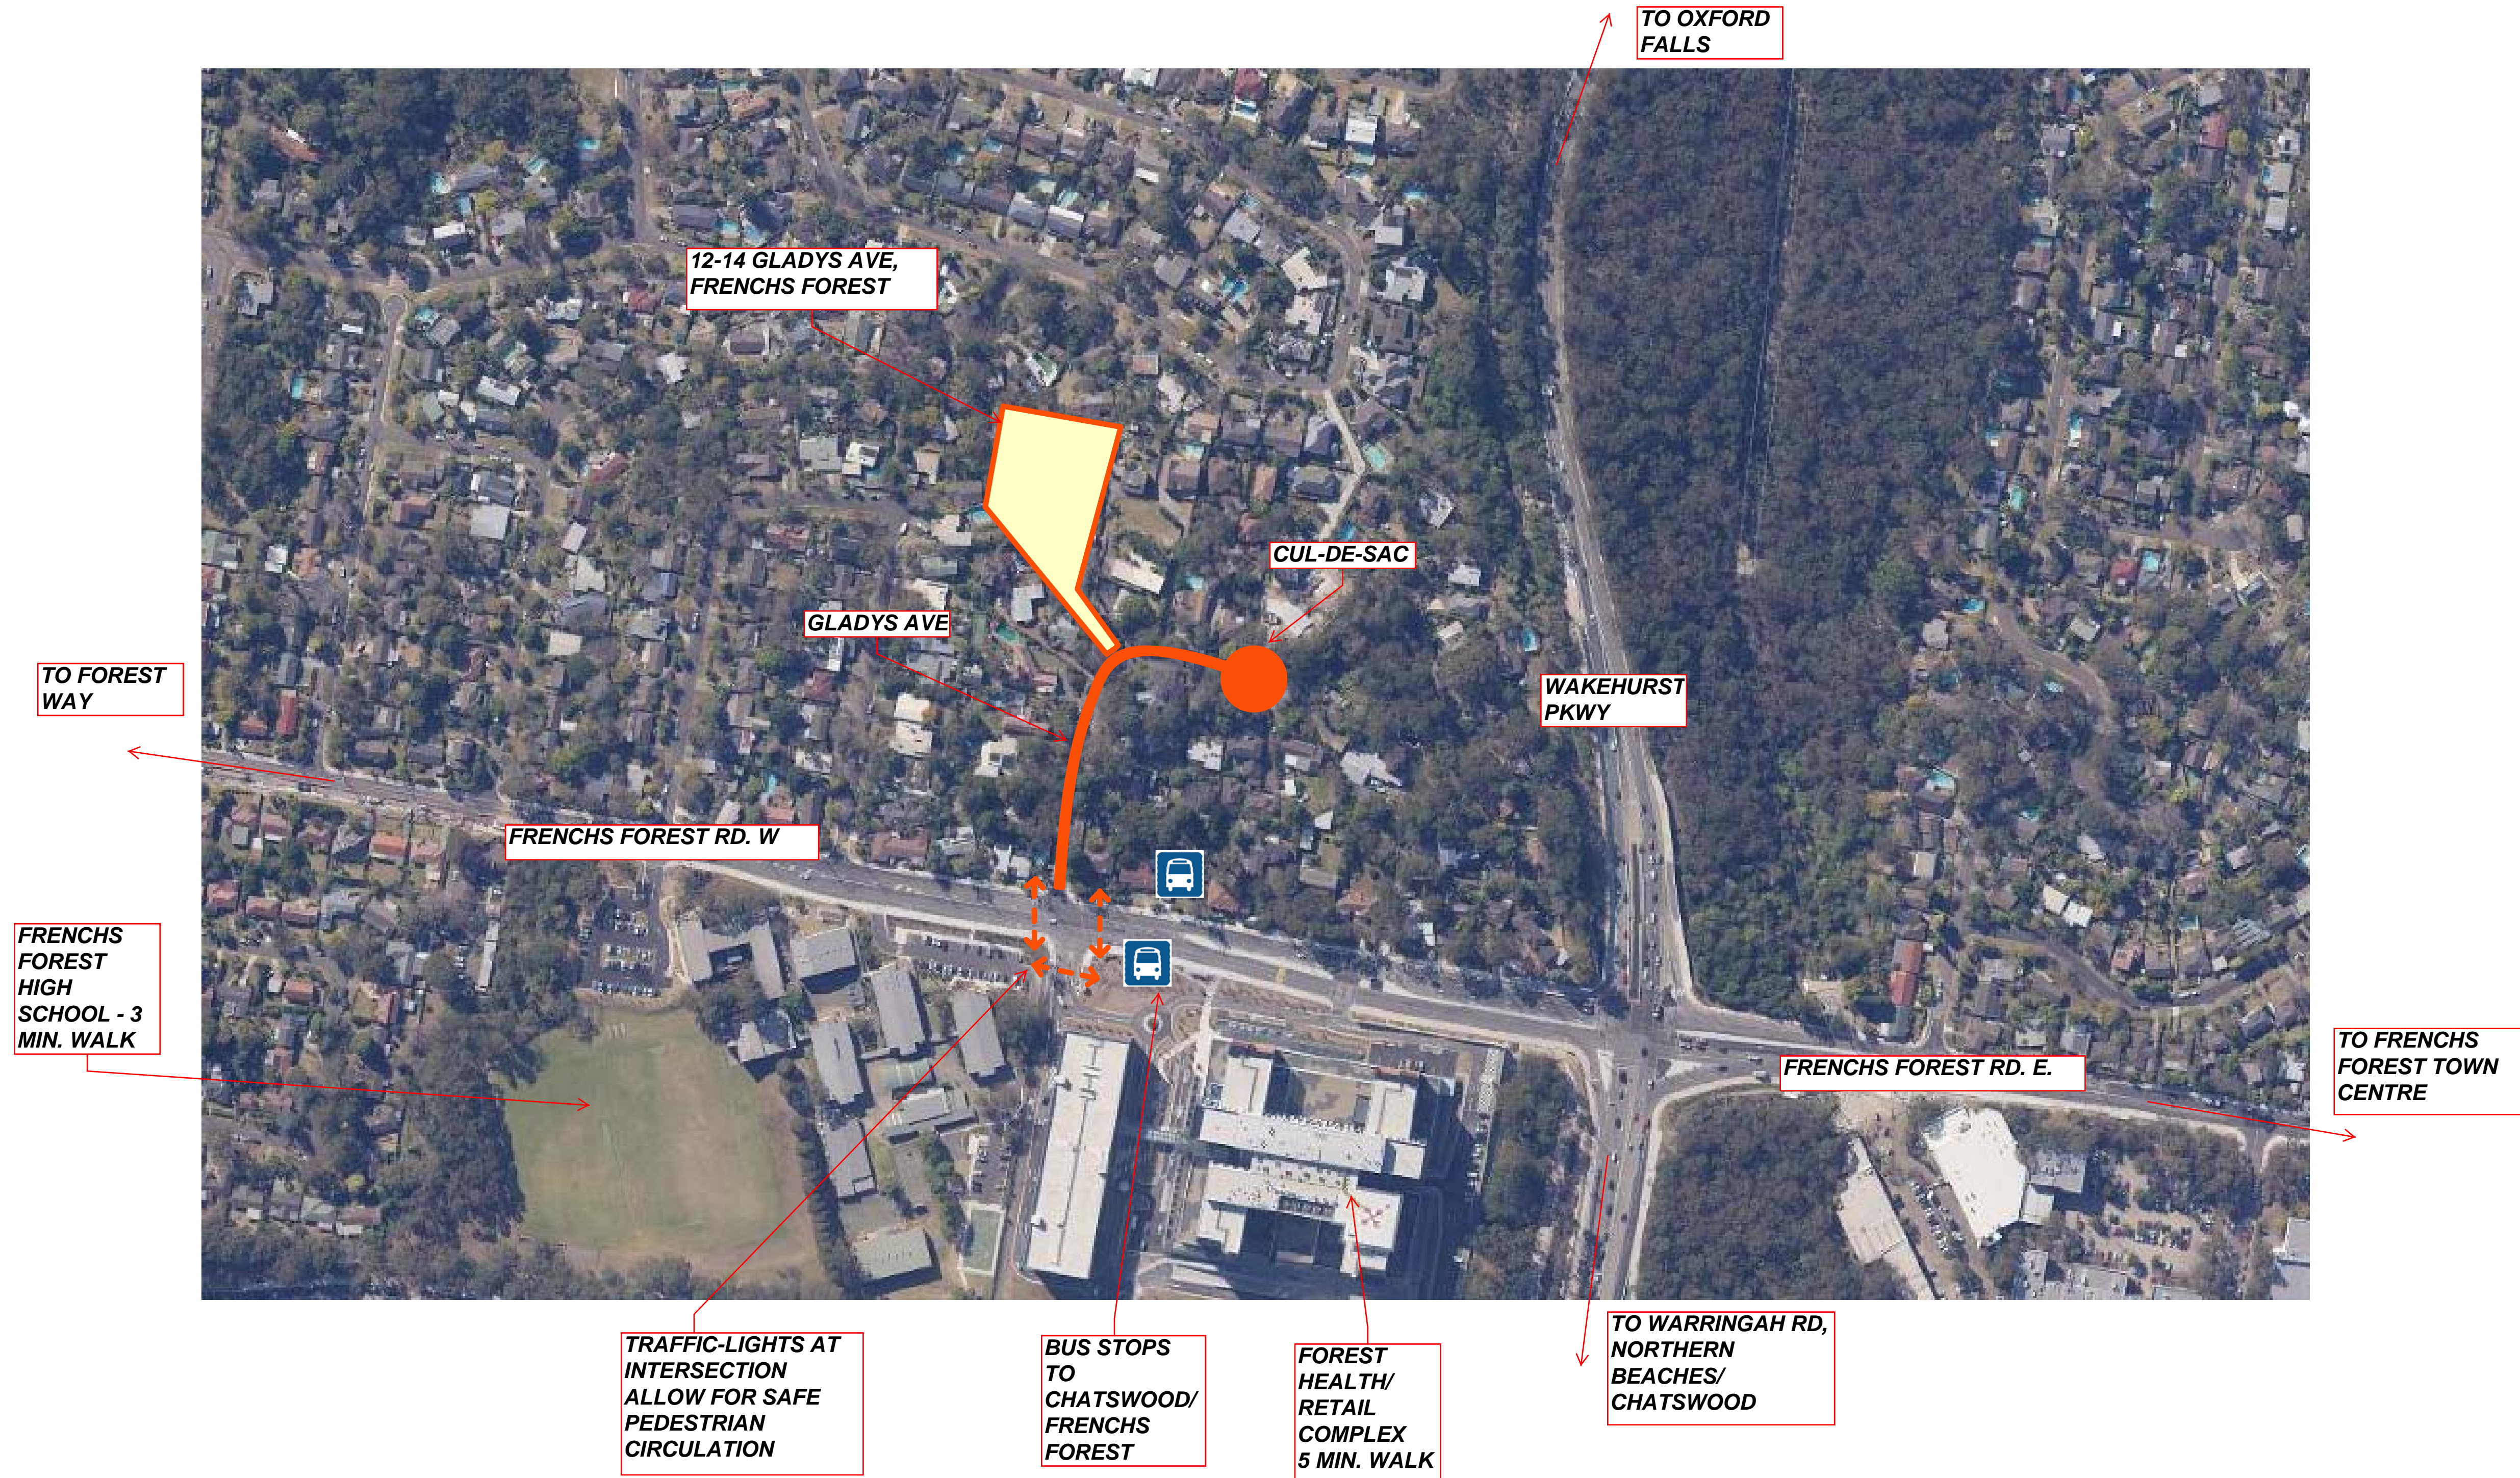 TO OXFORD
FALLS
12-14 GLADYS AVE,
FRENCHS FOREST
CUL-DE-SAC
GLADYS AVE
TO FOREST
WAY
WAKEHURST
PKWY
FRENCHS FOREST RD. W
FRENCHS
FOREST
HIGH
SCHOOL - 3
MIN. WALK
TO FRENCHS
FOREST TOWN
CENTRE
FRENCHS FOREST RD. E.
TRAFFIC-LIGHTS AT
INTERSECTION
ALLOW FOR SAFE
PEDESTRIAN
CIRCULATION
BUS STOPS
TO
CHATSWOOD/
FRENCHS
FOREST
FOREST
HEALTH/
RETAIL
COMPLEX
5 MIN. WALK
TO WARRINGAH RD,
NORTHERN
BEACHES/
CHATSWOOD